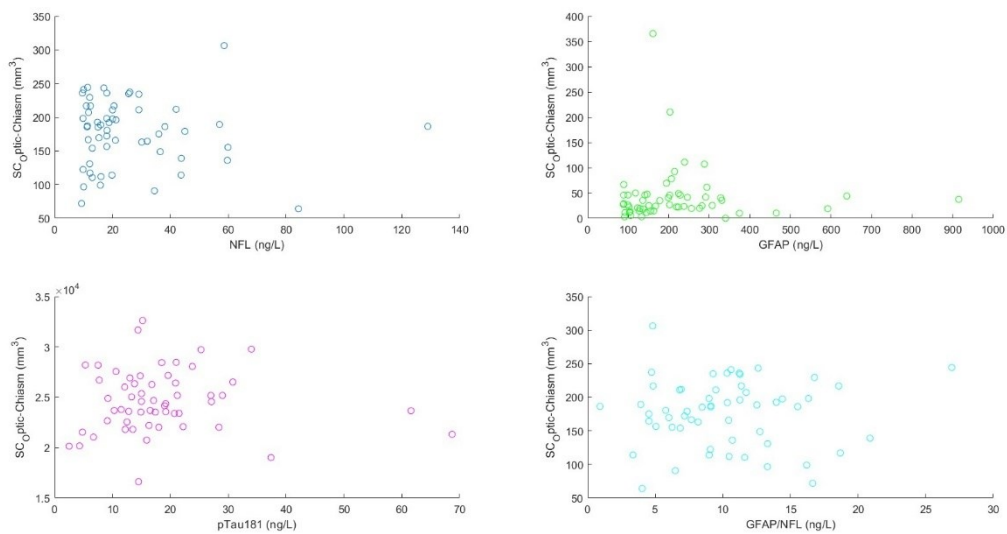 350
300
250
200
150
100
50
0 20 40 60 80 100 120 140
NFL (ng/L)
SCOptic-Chiasm (mm3)
400
350
300
250
200
150
100
50
0
0 100 200 300 400 500 600 700 800 900 1000
GFAP (ng/L)
SCOptic-Chiasm (mm3)
×104
3.5
3
2.5
2
1.5
0 10 20 30 40 50 60 70
pTau181 (ng/L)
SCOptic-Chiasm (mm3)
350
300
250
200
150
100
50
0 5 10 15 20 25 30
GFAP/NFL (ng/L)
SCOptic-Chiasm (mm3)